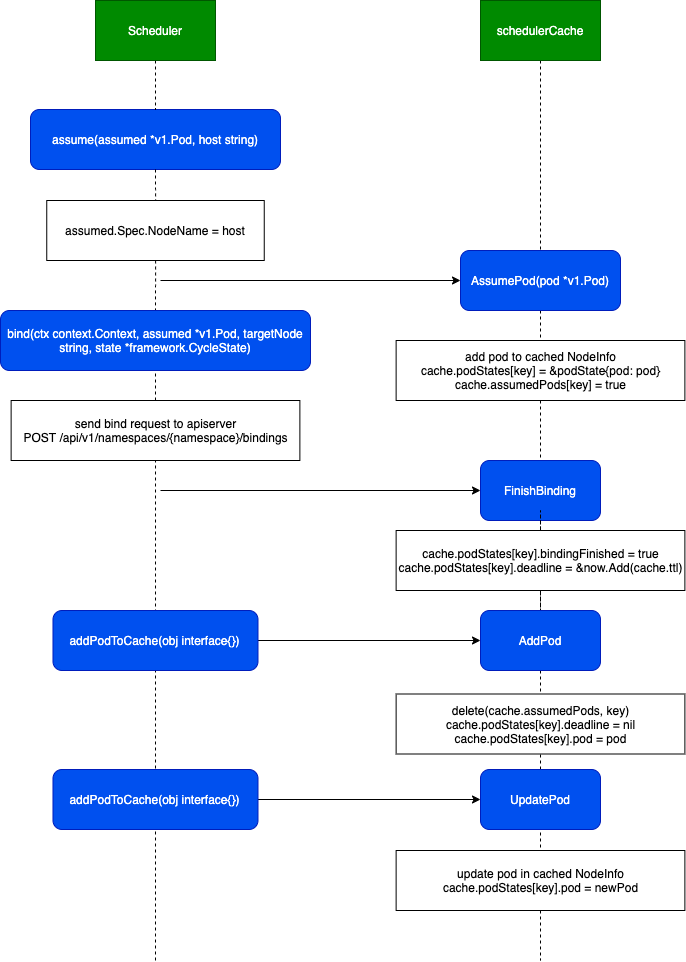 Scheduler
schedulerCache
assume(assumed *v1.Pod, host string)
assumed.Spec.NodeName = host
AssumePod(pod *v1.Pod)
bind(ctx context.Context, assumed *v1.Pod, targetNode
string, state *framework.CycleState)
add pod to cached NodeInfo
cache.podStates[key] = &podState{pod: pod}
cache.assumedPods[key] = true
send bind request to apiserver
POST /api/v1/namespaces/{namespace}/bindings
FinishBinding
cache.podStates[key].bindingFinished = true
cache.podStates[key].deadline = &now.Add(cache.ttl)
addPodToCache(obj interface{})
AddPod
delete(cache.assumedPods, key)
cache.podStates[key].deadline = nil
cache.podStates[key].pod = pod
addPodToCache(obj interface{})
UpdatePod
update pod in cached NodeInfo
cache.podStates[key].pod = newPod